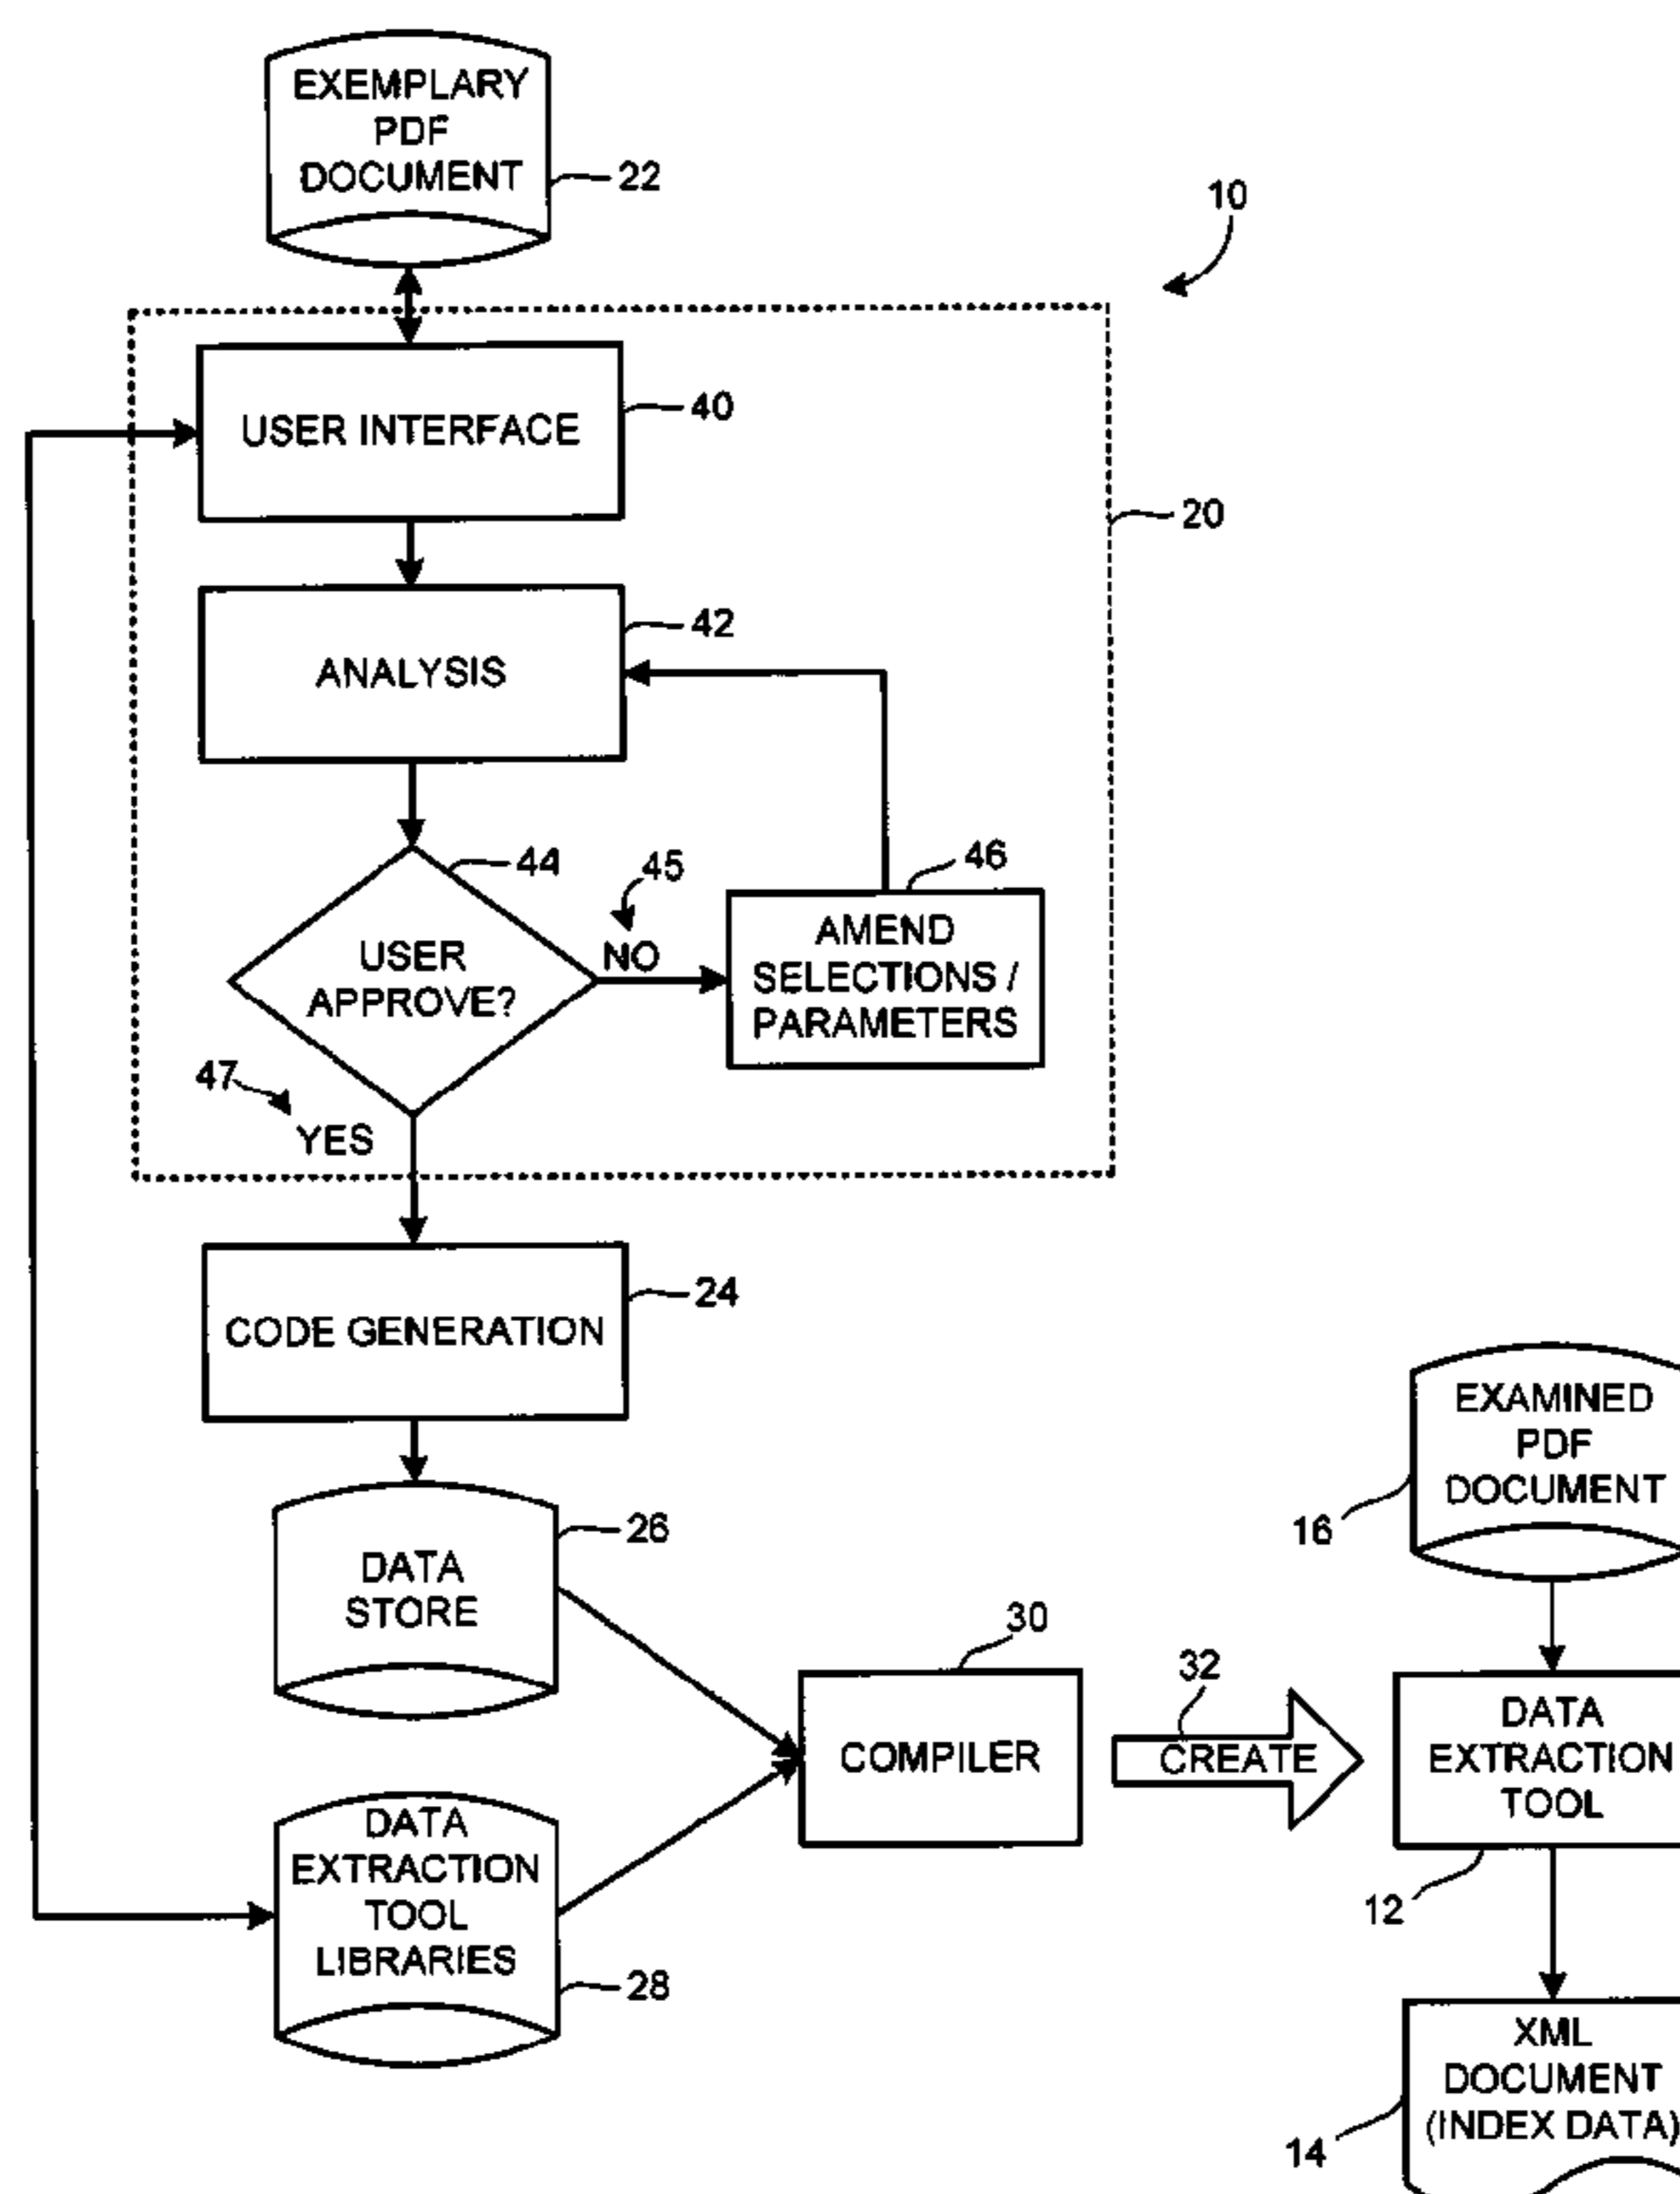 EXEMPLARY
PDF
DOCUMENT
22
10
USER INTERFACE
40
20
ANALYSIS
42
44
45
46
USER
APPROVE?
NO
AMEND
SELECTIONS /
PARAMETERS
47
YES
CODE GENERATION
24
EXAMINED
PDF
DOCUMENT
16
DATA
STORE
26
30
COMPILER
32
CREATE
DATA
EXTRACTION
TOOL
12
DATA
EXTRACTION
TOOL
LIBRARIES
28
XML
DOCUMENT
(INDEX DATA)
14